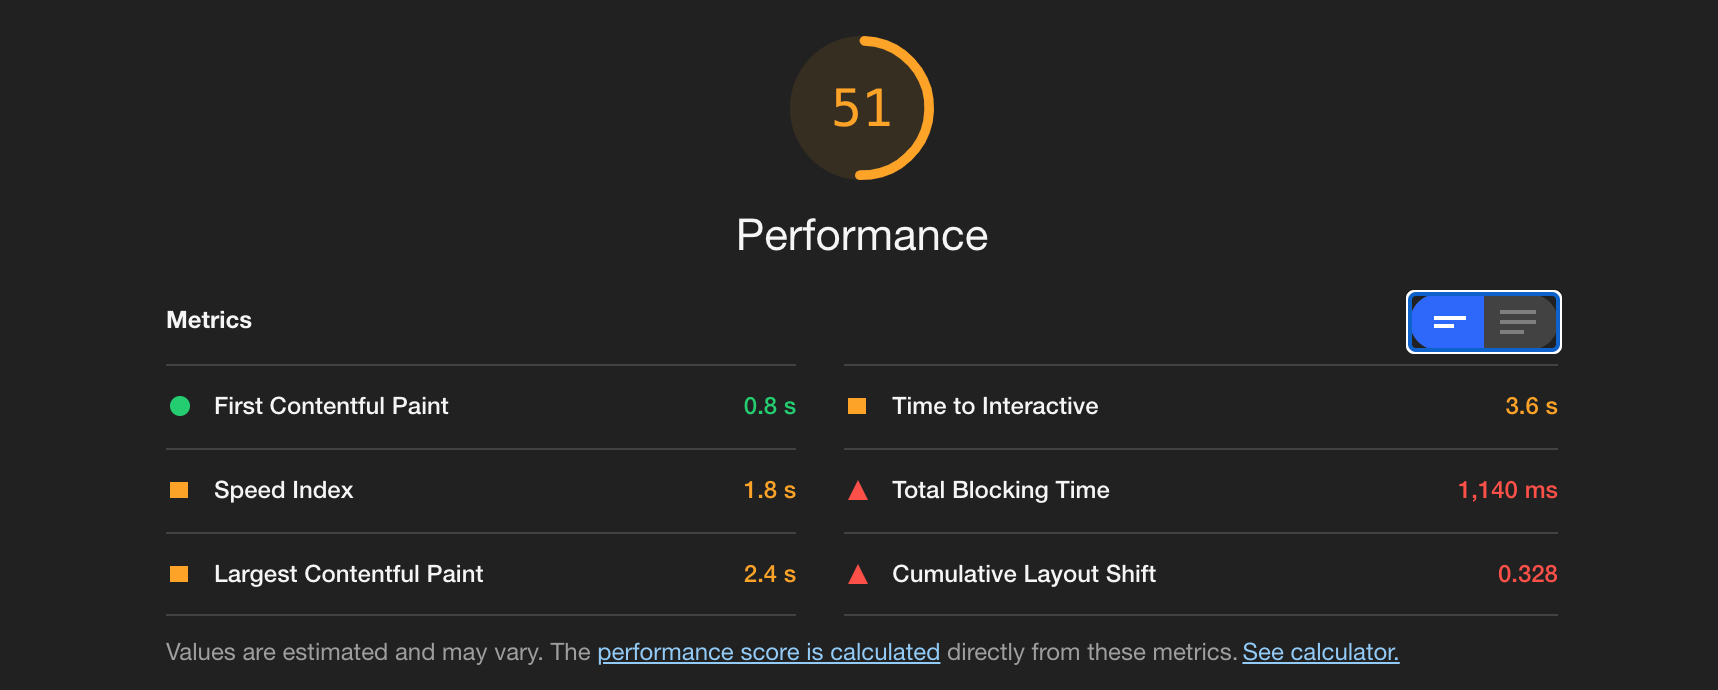 51
Performance
Metrics
First Contentful Paint 0.8 s
Time to Interactive 3.6 s
Speed Index 1.8 s
Total Blocking Time 1,140 ms
Largest Contentful Paint 2.4 s
Cumulative Layout Shift 0.328
Values are estimated and may vary. The performance score is calculated directly from these metrics. See calculator.